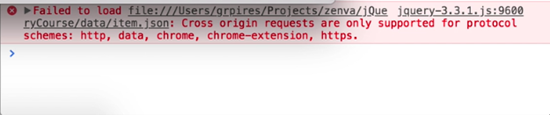 Failed to load file:///Users/grpires/Projects/zenva/jQue jquery-3.3.1.js:9600
ryCourse/data/item.json: Cross origin requests are only supported for protocol
schemes: http, data, chrome, chrome-extension, https.